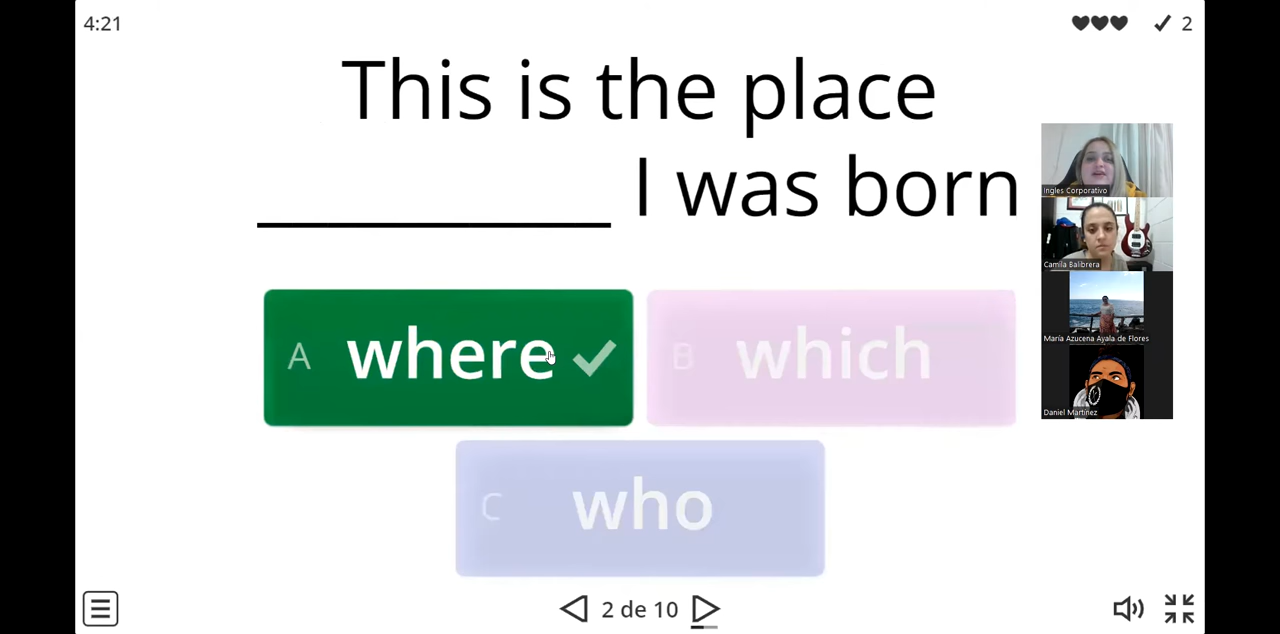 4:21
2
This is the place
I was born
A where
B which
C who
Ingles Corporativo
Camila Balibrera
María Azucena Ayala de Flores
Daniel Martinez
2 de 10